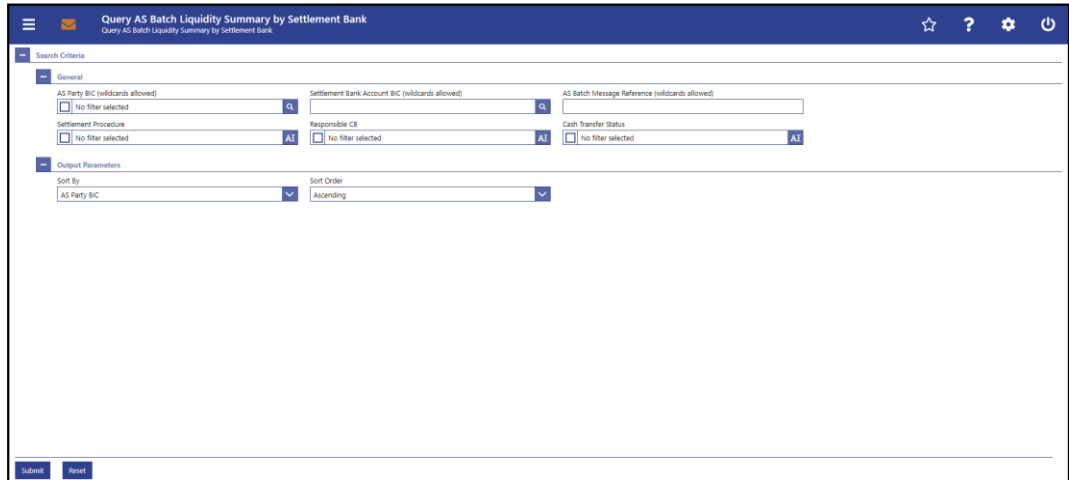 Query AS Batch Liquidity Summary by Settlement Bank
Query AS Batch Liquidity Summary by Settlement Bank
Search Criteria
General
AS Party BIC (wildcards allowed) Settlement Bank Account BIC (wildcards allowed) AS Batch Message Reference (wildcards allowed)
No filter selected
Settlement Procedure Responsible CB Cash Transfer Status
No filter selected No filter selected No filter selected
Output Parameters
Sort By Sort Order
AS Party BIC Ascending
Submit Reset